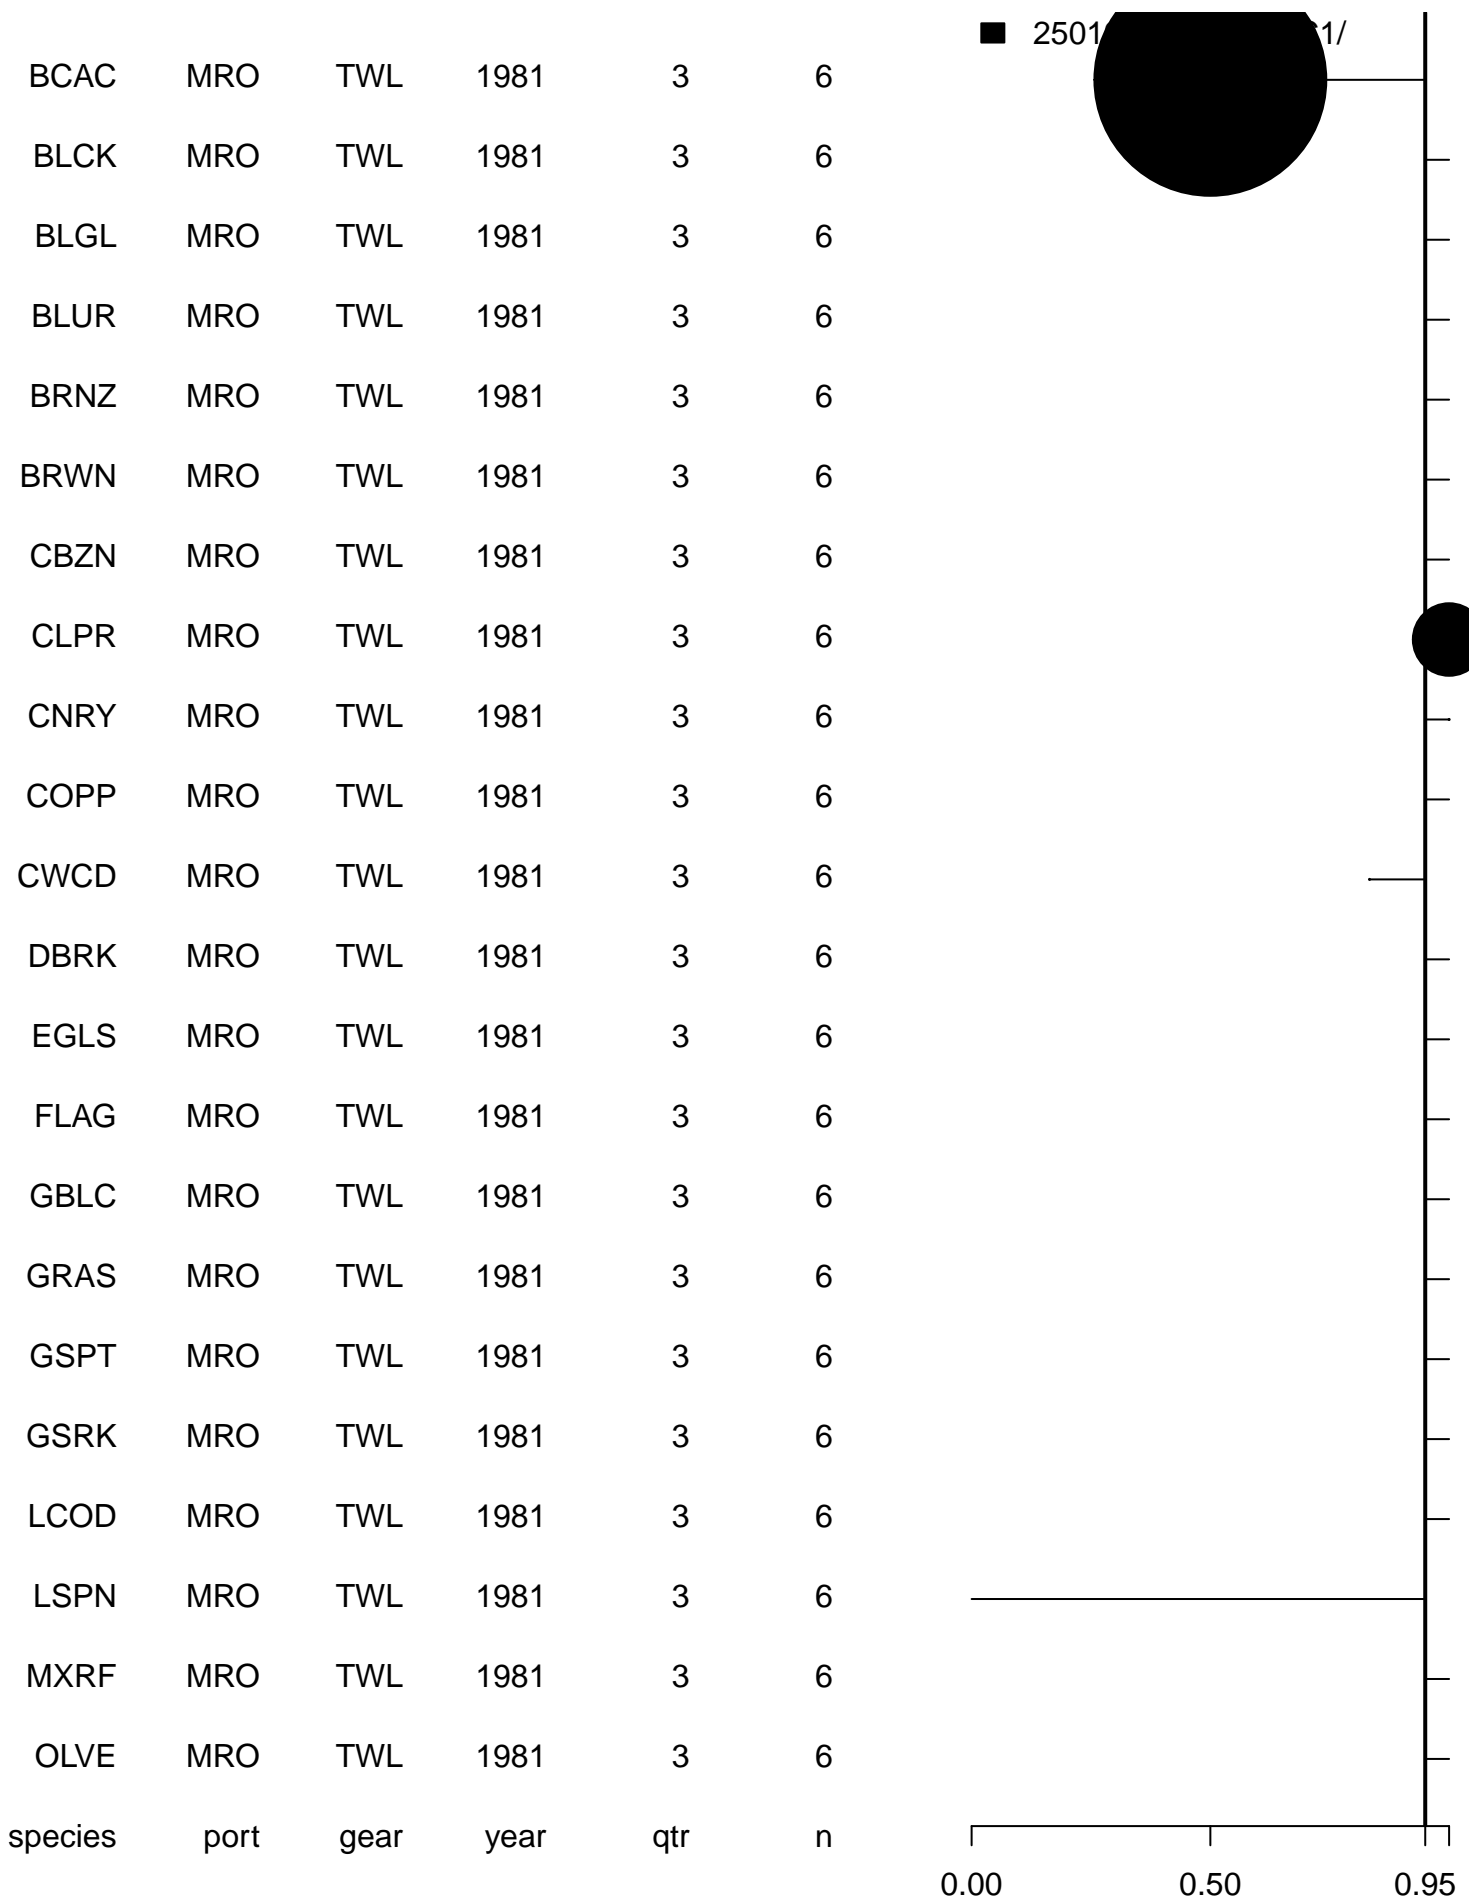 2501 1/
BCAC MRO TWL 1981 3 6
BLCK MRO TWL 1981 3 6
BLGL MRO TWL 1981 3 6
BLUR MRO TWL 1981 3 6
BRNZ MRO TWL 1981 3 6
BRWN MRO TWL 1981 3 6
CBZN MRO TWL 1981 3 6
CLPR MRO TWL 1981 3 6
CNRY MRO TWL 1981 3 6
COPP MRO TWL 1981 3 6
CWCD MRO TWL 1981 3 6
DBRK MRO TWL 1981 3 6
EGLS MRO TWL 1981 3 6
FLAG MRO TWL 1981 3 6
GBLC MRO TWL 1981 3 6
GRAS MRO TWL 1981 3 6
GSPT MRO TWL 1981 3 6
GSRK MRO TWL 1981 3 6
LCOD MRO TWL 1981 3 6
LSPN MRO TWL 1981 3 6
MXRF MRO TWL 1981 3 6
OLVE MRO TWL 1981 3 6
species port gear year qtr n
0.00 0.50 0.95